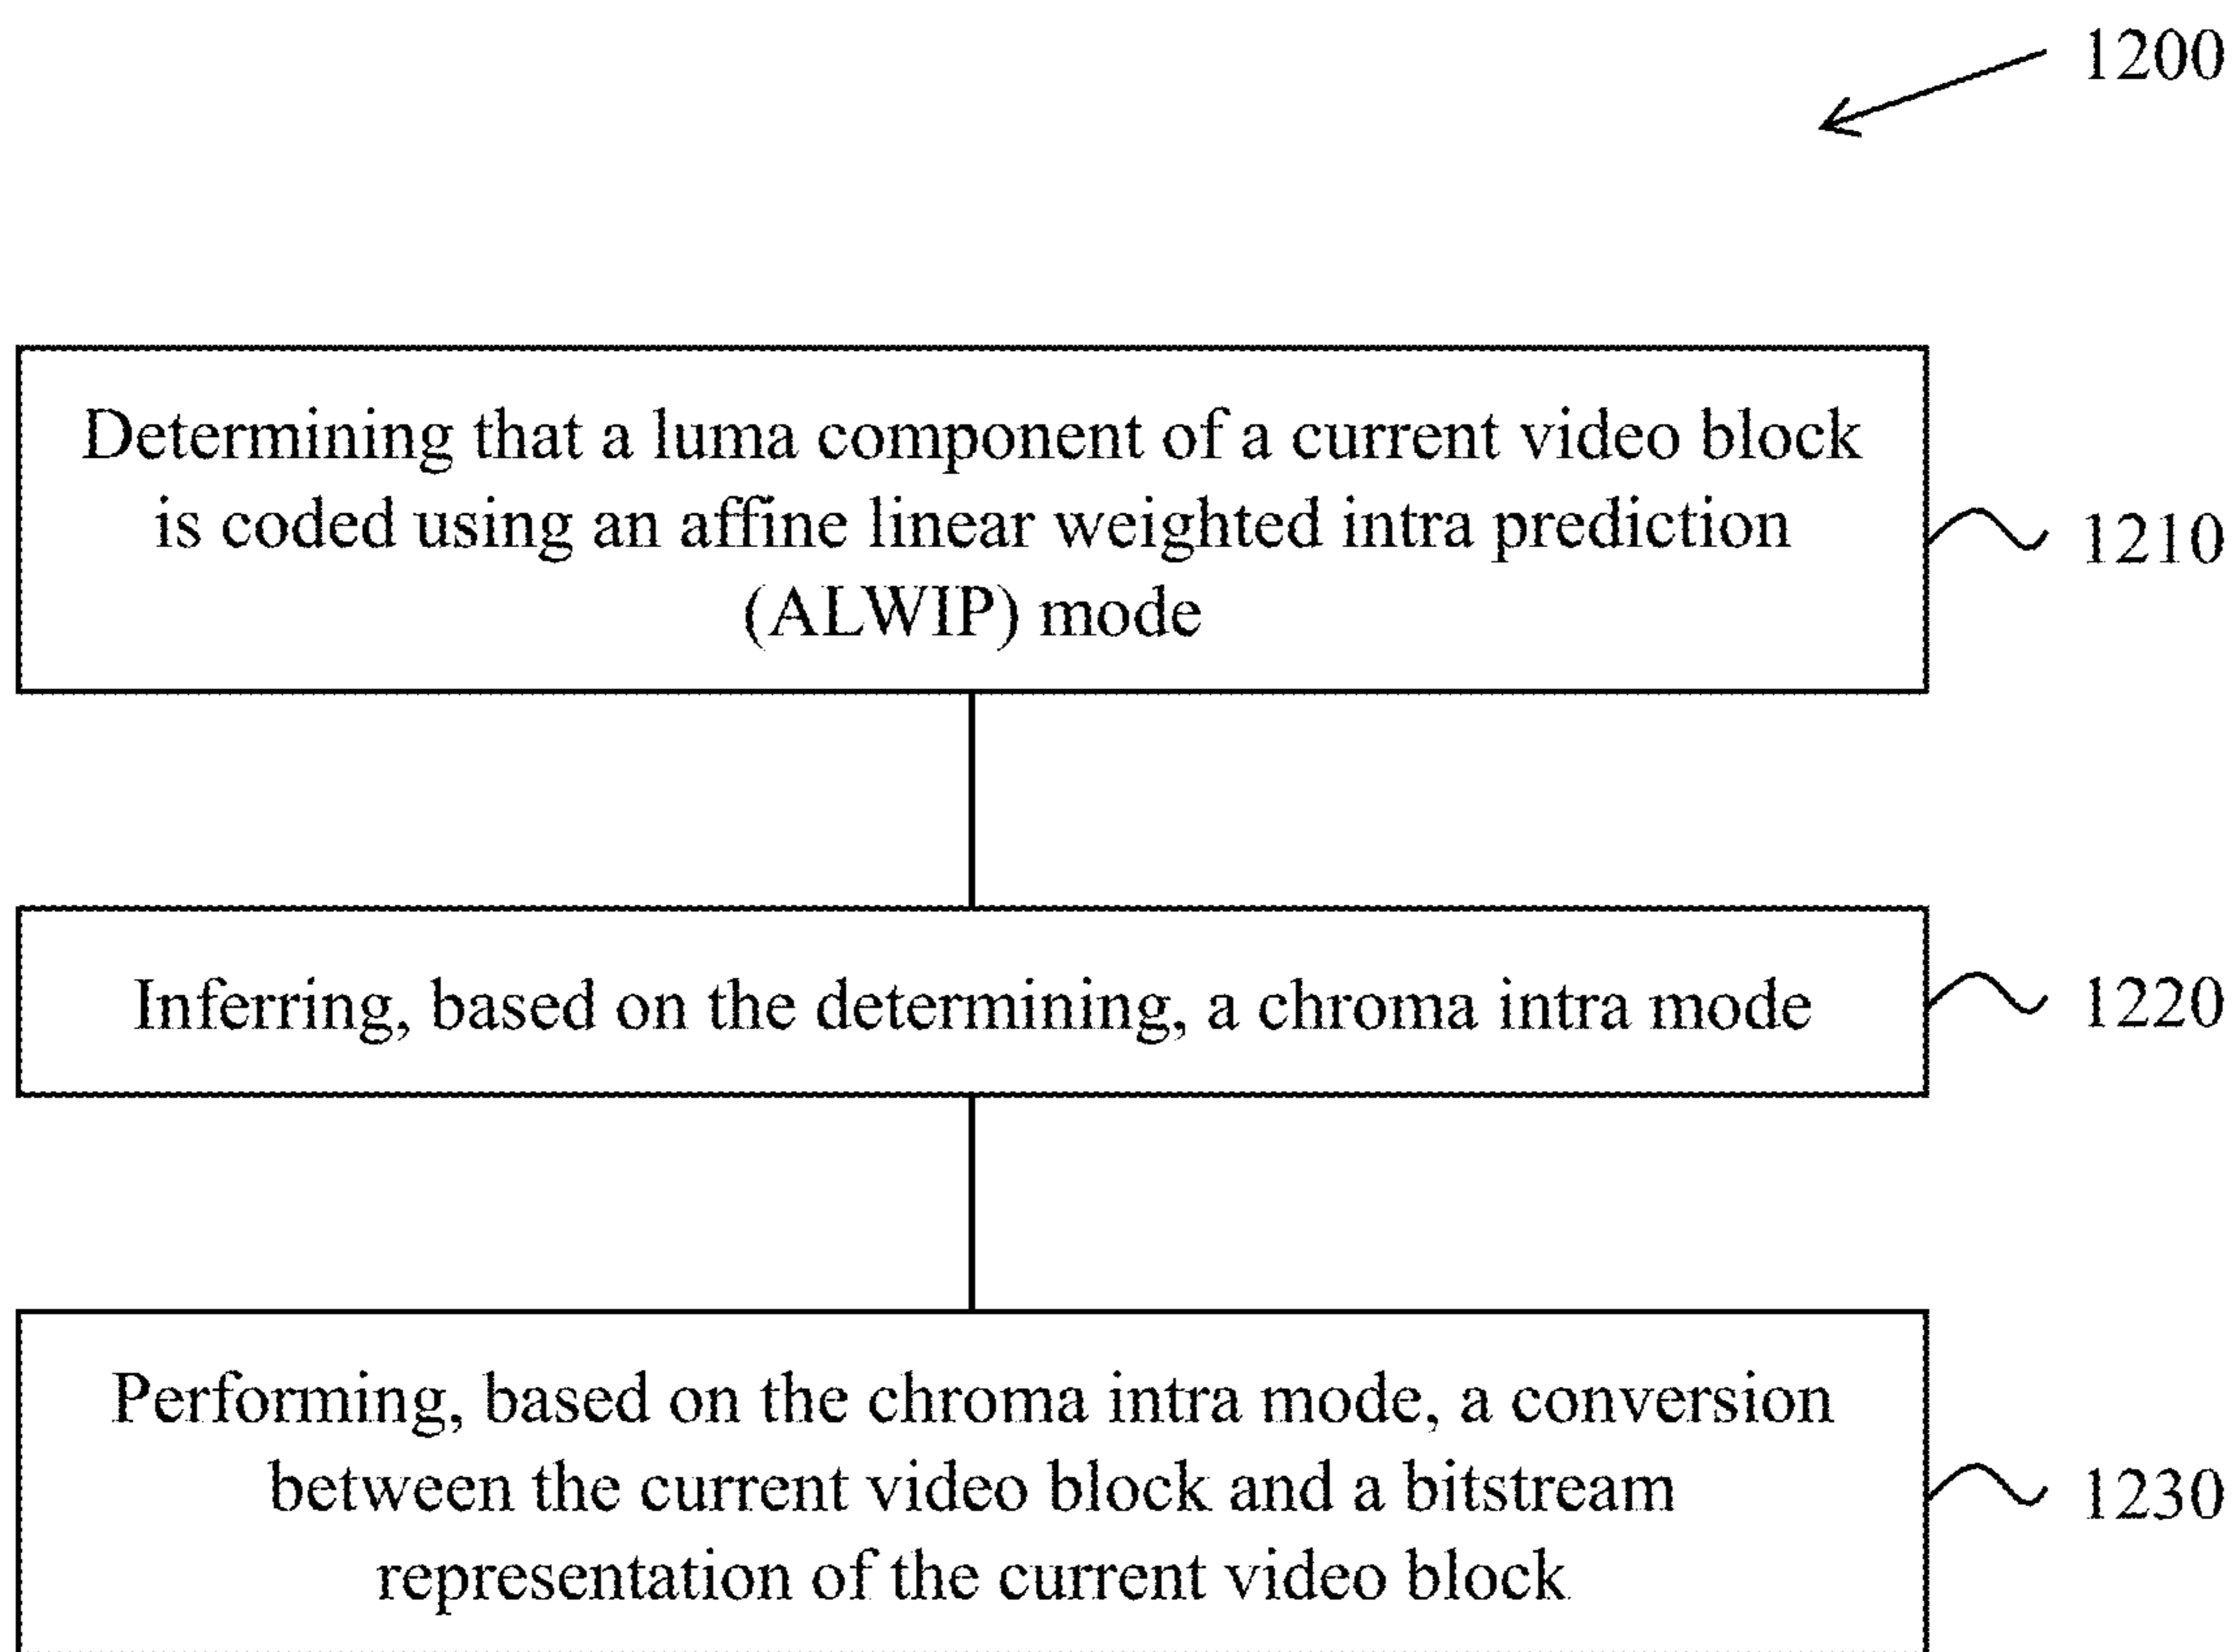 1200
Determining that a luma component of a current video block
is coded using an affine linear weighted intra prediction
(ALWIP) mode
1210
Inferring, based on the determining, a chroma intra mode
1220
Performing, based on the chroma intra mode, a conversion
between the current video block and a bitstream
representation of the current video block
1230